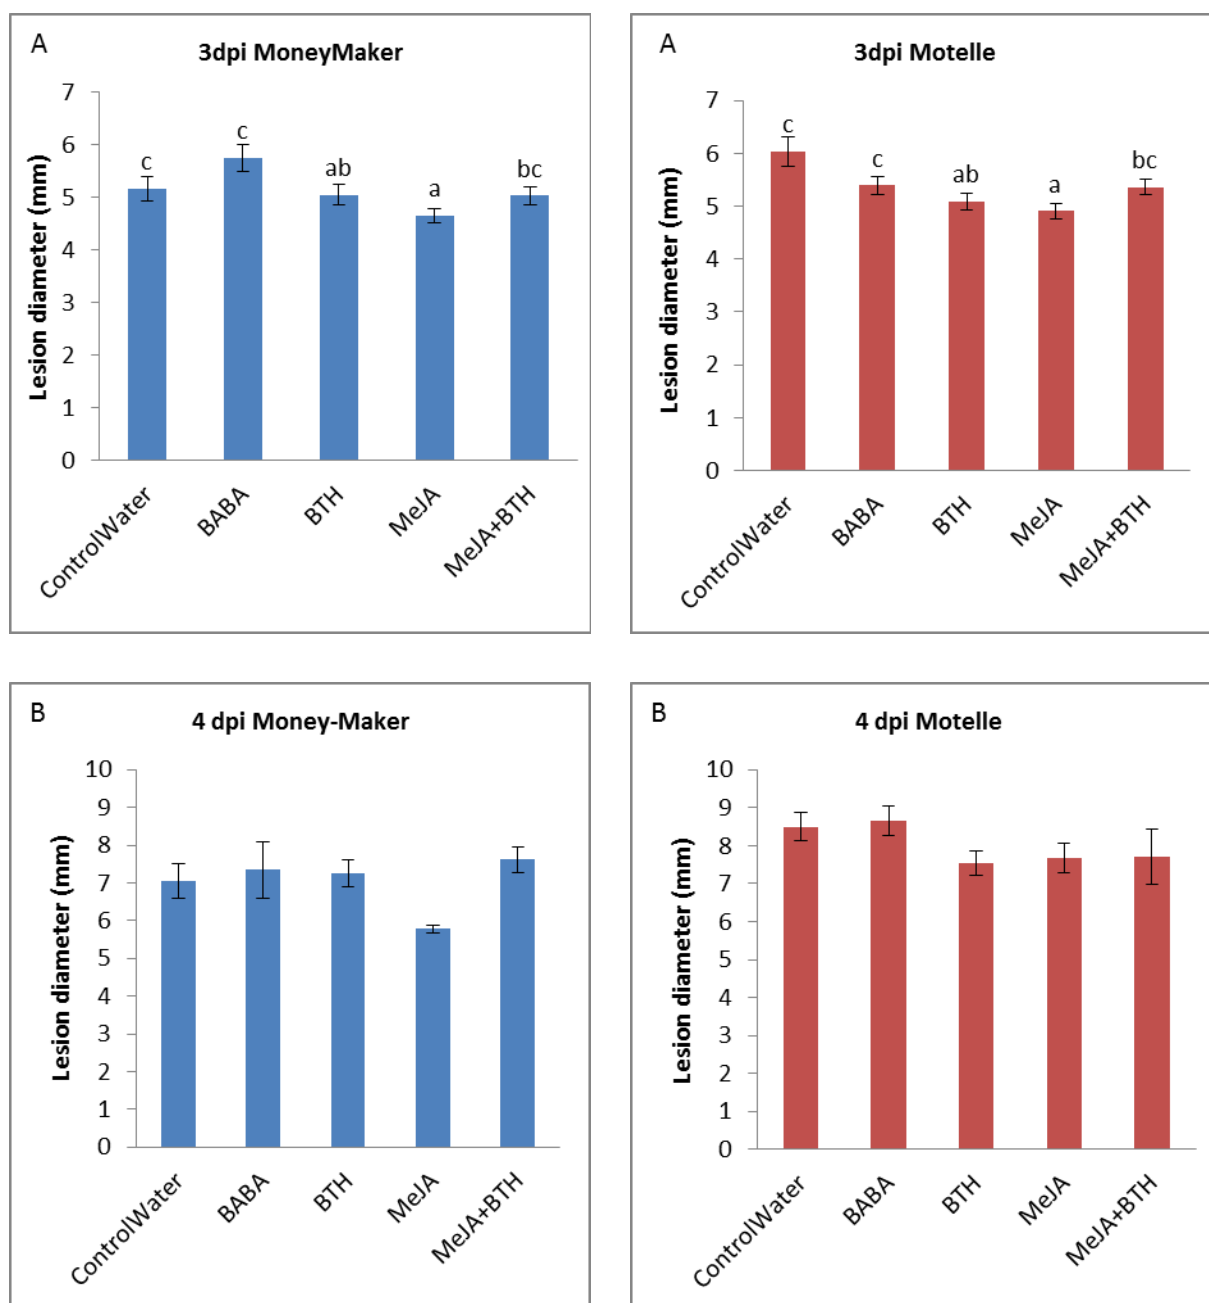 A
3dpi MoneyMaker
Lesion diameter (mm)
7
6
5
4
3
2
1
0
c
c
ab
a
bc
ControlWater
BABA
BTH
MeJA
MeJA+BTH
A
3dpi Motelle
Lesion diameter (mm)
7
6
5
4
3
2
1
0
c
c
ab
a
bc
ControlWater
BABA
BTH
MeJA
MeJA+BTH
B
4 dpi Money-Maker
Lesion diameter (mm)
10
9
8
7
6
5
4
3
2
1
0
ControlWater
BABA
BTH
MeJA
MeJA+BTH
B
4 dpi Motelle
Lesion diameter (mm)
10
9
8
7
6
5
4
3
2
1
0
ControlWater
BABA
BTH
MeJA
MeJA+BTH